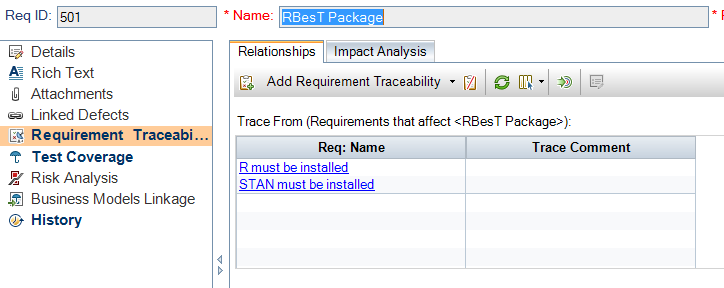 Req ID: 501 * Name: RBesT Package *
Details
Rich Text
Attachments
Linked Defects
Requirement Traceabi...
Test Coverage
Risk Analysis
Business Models Linkage
History
Relationships Impact Analysis
Add Requirement Traceability
Trace From (Requirements that affect <RBesT Package>):
Req: Name Trace Comment
R must be installed
STAN must be installed